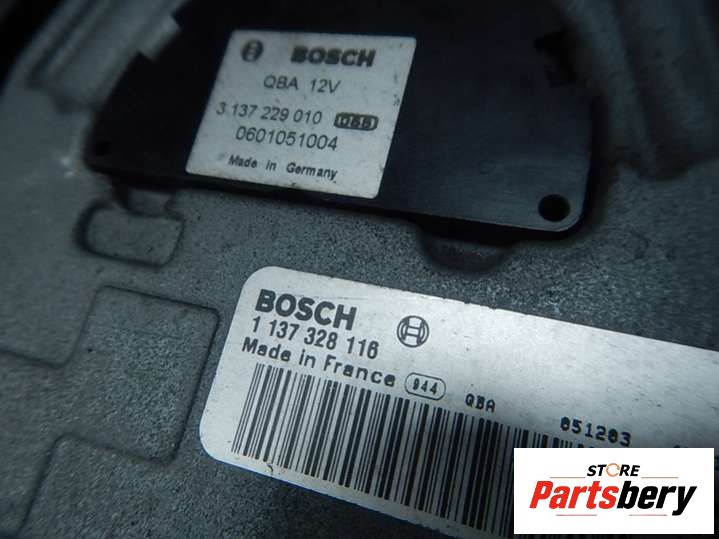 BOSCH
QBA 12V
3 137 229 010 055
0601051004
Made in Germany
BOSCH
1 137 328 116
Made in France 944 QBA 051203
STORE
Partsbery